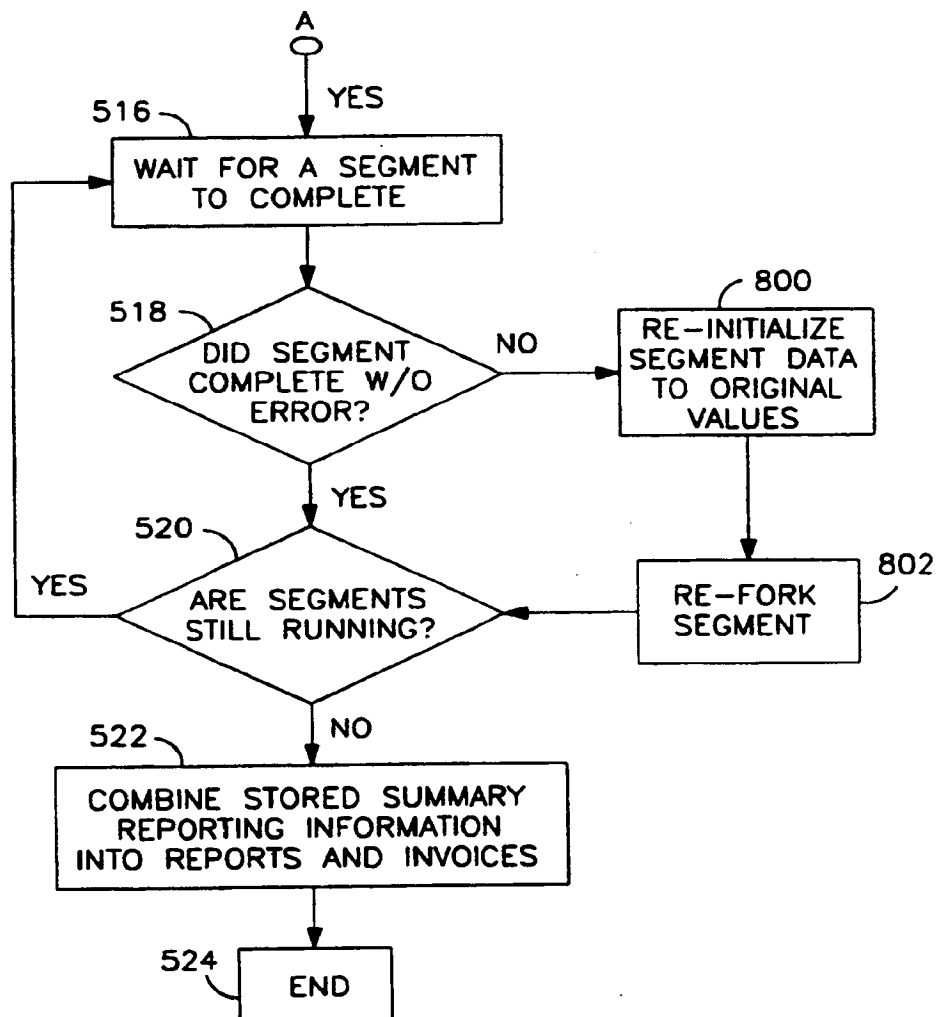 A
YES
516
WAIT FOR A SEGMENT
TO COMPLETE
518
DID SEGMENT
COMPLETE W/O
ERROR?
NO
800
RE-INITIALIZE
SEGMENT DATA
TO ORIGINAL
VALUES
YES
520
YES
ARE SEGMENTS
STILL RUNNING?
RE-FORK
SEGMENT
802
NO
522
COMBINE STORED SUMMARY
REPORTING INFORMATION
INTO REPORTS AND INVOICES
524
END